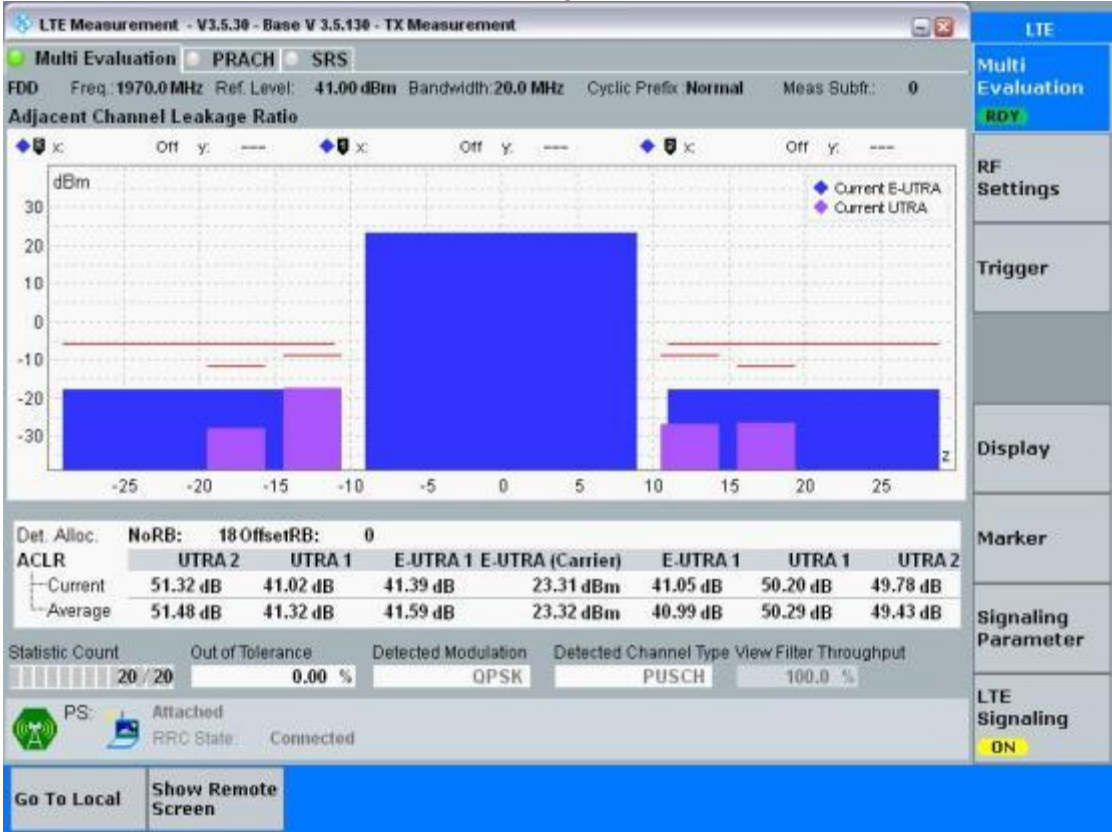 LTE Measurement - V3.5.30 - Base V 3.5.130 - TX Measurement
LTE
Multi Evaluation PRACH SRS
Multi
Evaluation
RDY
FDD Freq.: 1970.0 MHz Ref. Level: 41.00 dBm Bandwidth: 20.0 MHz Cyclic Prefix: Normal Meas Subfr.: 0
Adjacent Channel Leakage Ratio
x: Off y: --- x: Off y: --- x: Off y: ---
dBm
Current E-UTRA
Current UTRA
30
20
10
0
-10
-20
-30
z
-25 -20 -15 -10 -5 0 5 10 15 20 25
RF
Settings
Trigger
Display
Marker
Signaling
Parameter
LTE
Signaling
ON
Det. Alloc. NoRB: 18 OffsetRB: 0
ACLR UTRA 2 UTRA 1 E-UTRA 1 E-UTRA (Carrier) E-UTRA 1 UTRA 1 UTRA 2
Current 51.32 dB 41.02 dB 41.39 dB 23.31 dBm 41.05 dB 50.20 dB 49.78 dB
Average 51.48 dB 41.32 dB 41.59 dB 23.32 dBm 40.99 dB 50.29 dB 49.43 dB
Statistic Count Out of Tolerance Detected Modulation Detected Channel Type View Filter Throughput
20 / 20 0.00 % QPSK PUSCH 100.0 %
PS: Attached
RRC State: Connected
Go To Local
Show Remote
Screen